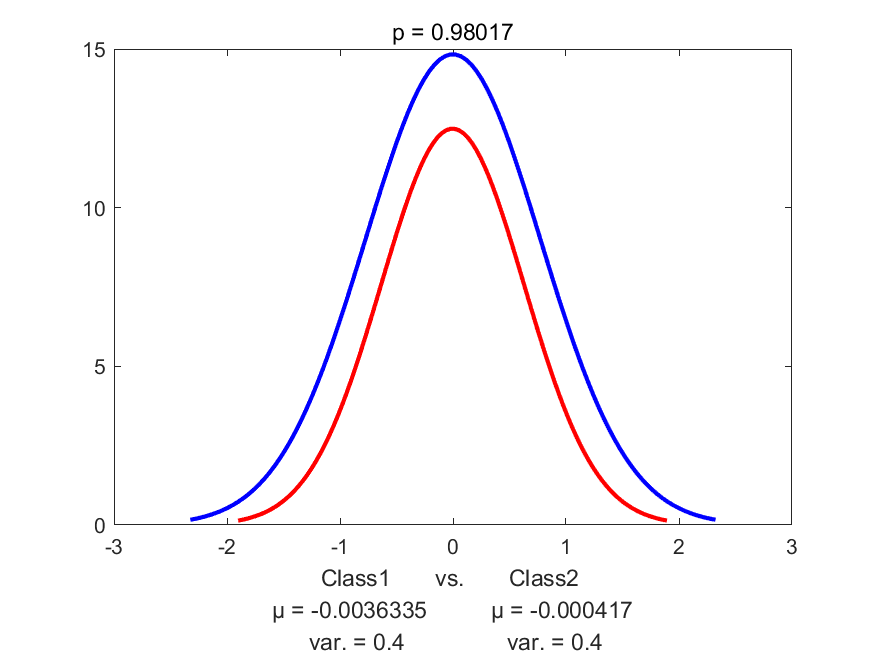 p = 0.98017
15
10
5
0
-3 -2 -1 0 1 2 3
Class1 vs. Class2
μ = -0.0036335 μ = -0.000417
var. = 0.4 var. = 0.4